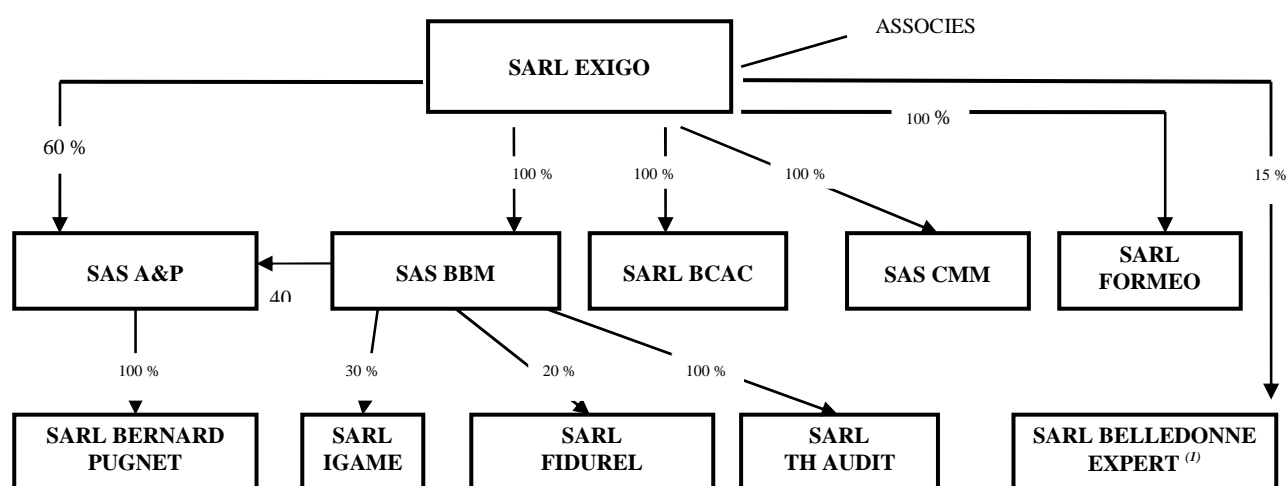 ASSOCIES
SARL EXIGO
60 %
100 %
100 %
100 %
100 %
15 %
SAS A&P
40
SAS BBM
SARL BCAC
SAS CMM
SARL
FORMEO
100 %
30 %
20 %
100 %
SARL BERNARD
PUGNET
SARL
IGAME
SARL
FIDUREL
SARL
TH AUDIT
SARL BELLEDONNE
EXPERT (1)